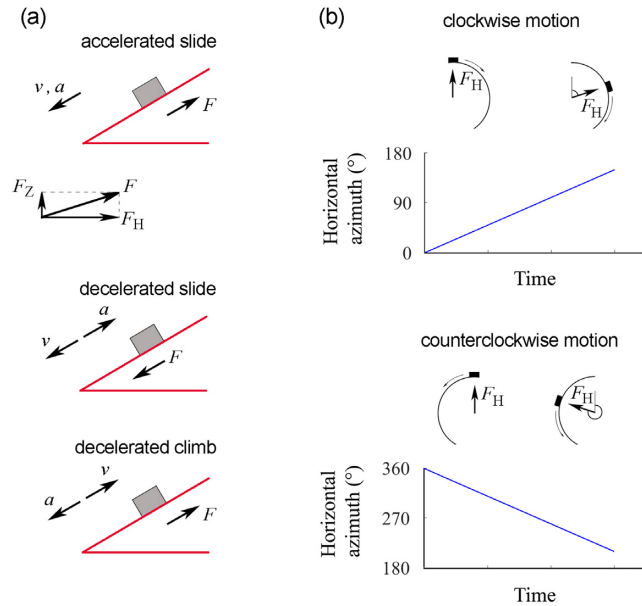 (a)
accelerated slide
v, a
F
F_Z
F
F_H
decelerated slide
a
v
F
decelerated climb
v
a
F
(b)
clockwise motion
F_H
F_H
180
90
0
Horizontal
azimuth (°)
Time
counterclockwise motion
F_H
F_H
360
270
180
Horizontal
azimuth (°)
Time